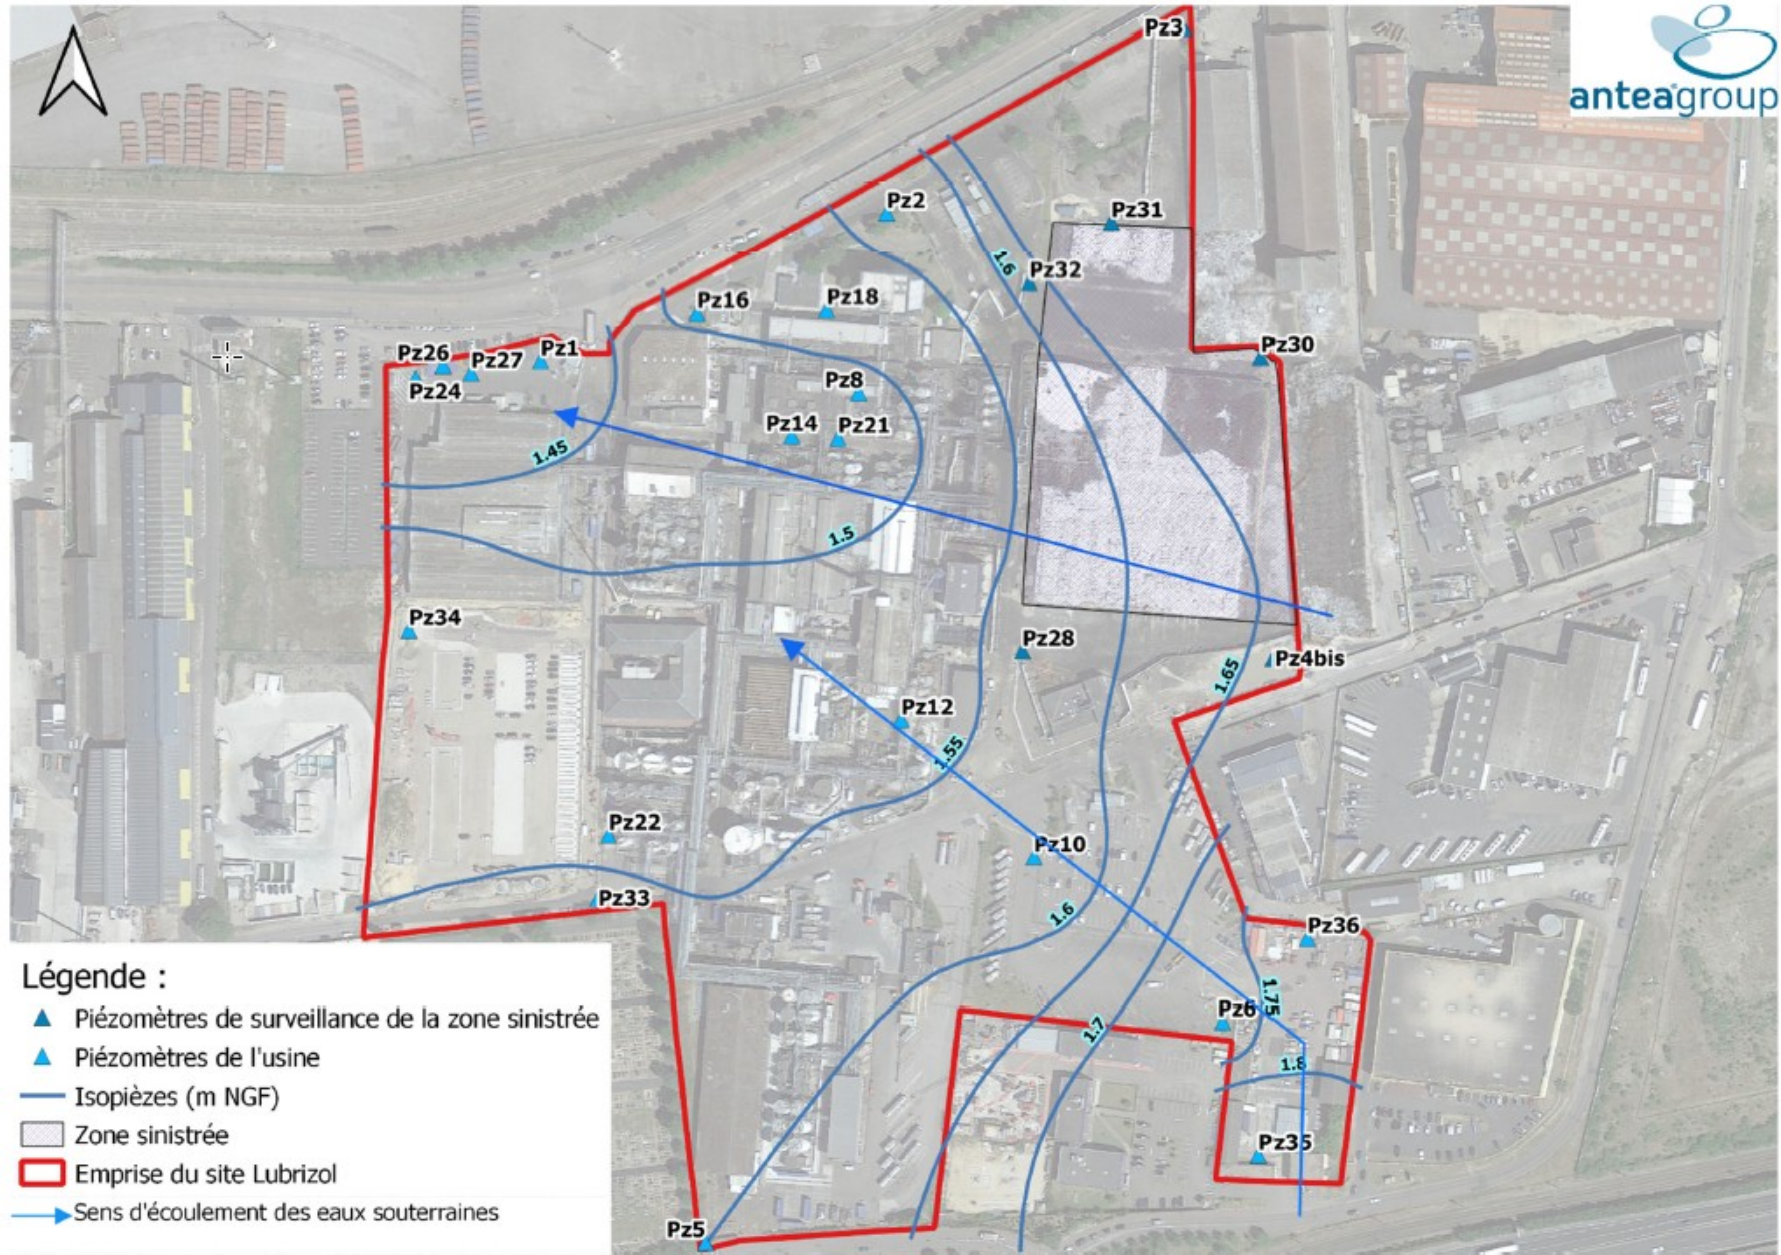 Pz3
anteagroup
Pz2
Pz31
1.6
Pz32
Pz16
Pz18
Pz30
Pz26
Pz27
Pz1
Pz24
Pz8
Pz14
Pz21
1.45
1.5
Pz34
Pz28
Pz4bis
1.65
Pz12
1.55
Pz22
Pz10
Pz33
1.6
Pz36
1.75
Pz6
1.7
1.8
Pz35
Pz5
Légende :
Piézomètres de surveillance de la zone sinistrée
Piézomètres de l'usine
Isopièzes (m NGF)
Zone sinistrée
Emprise du site Lubrizol
Sens d'écoulement des eaux souterraines